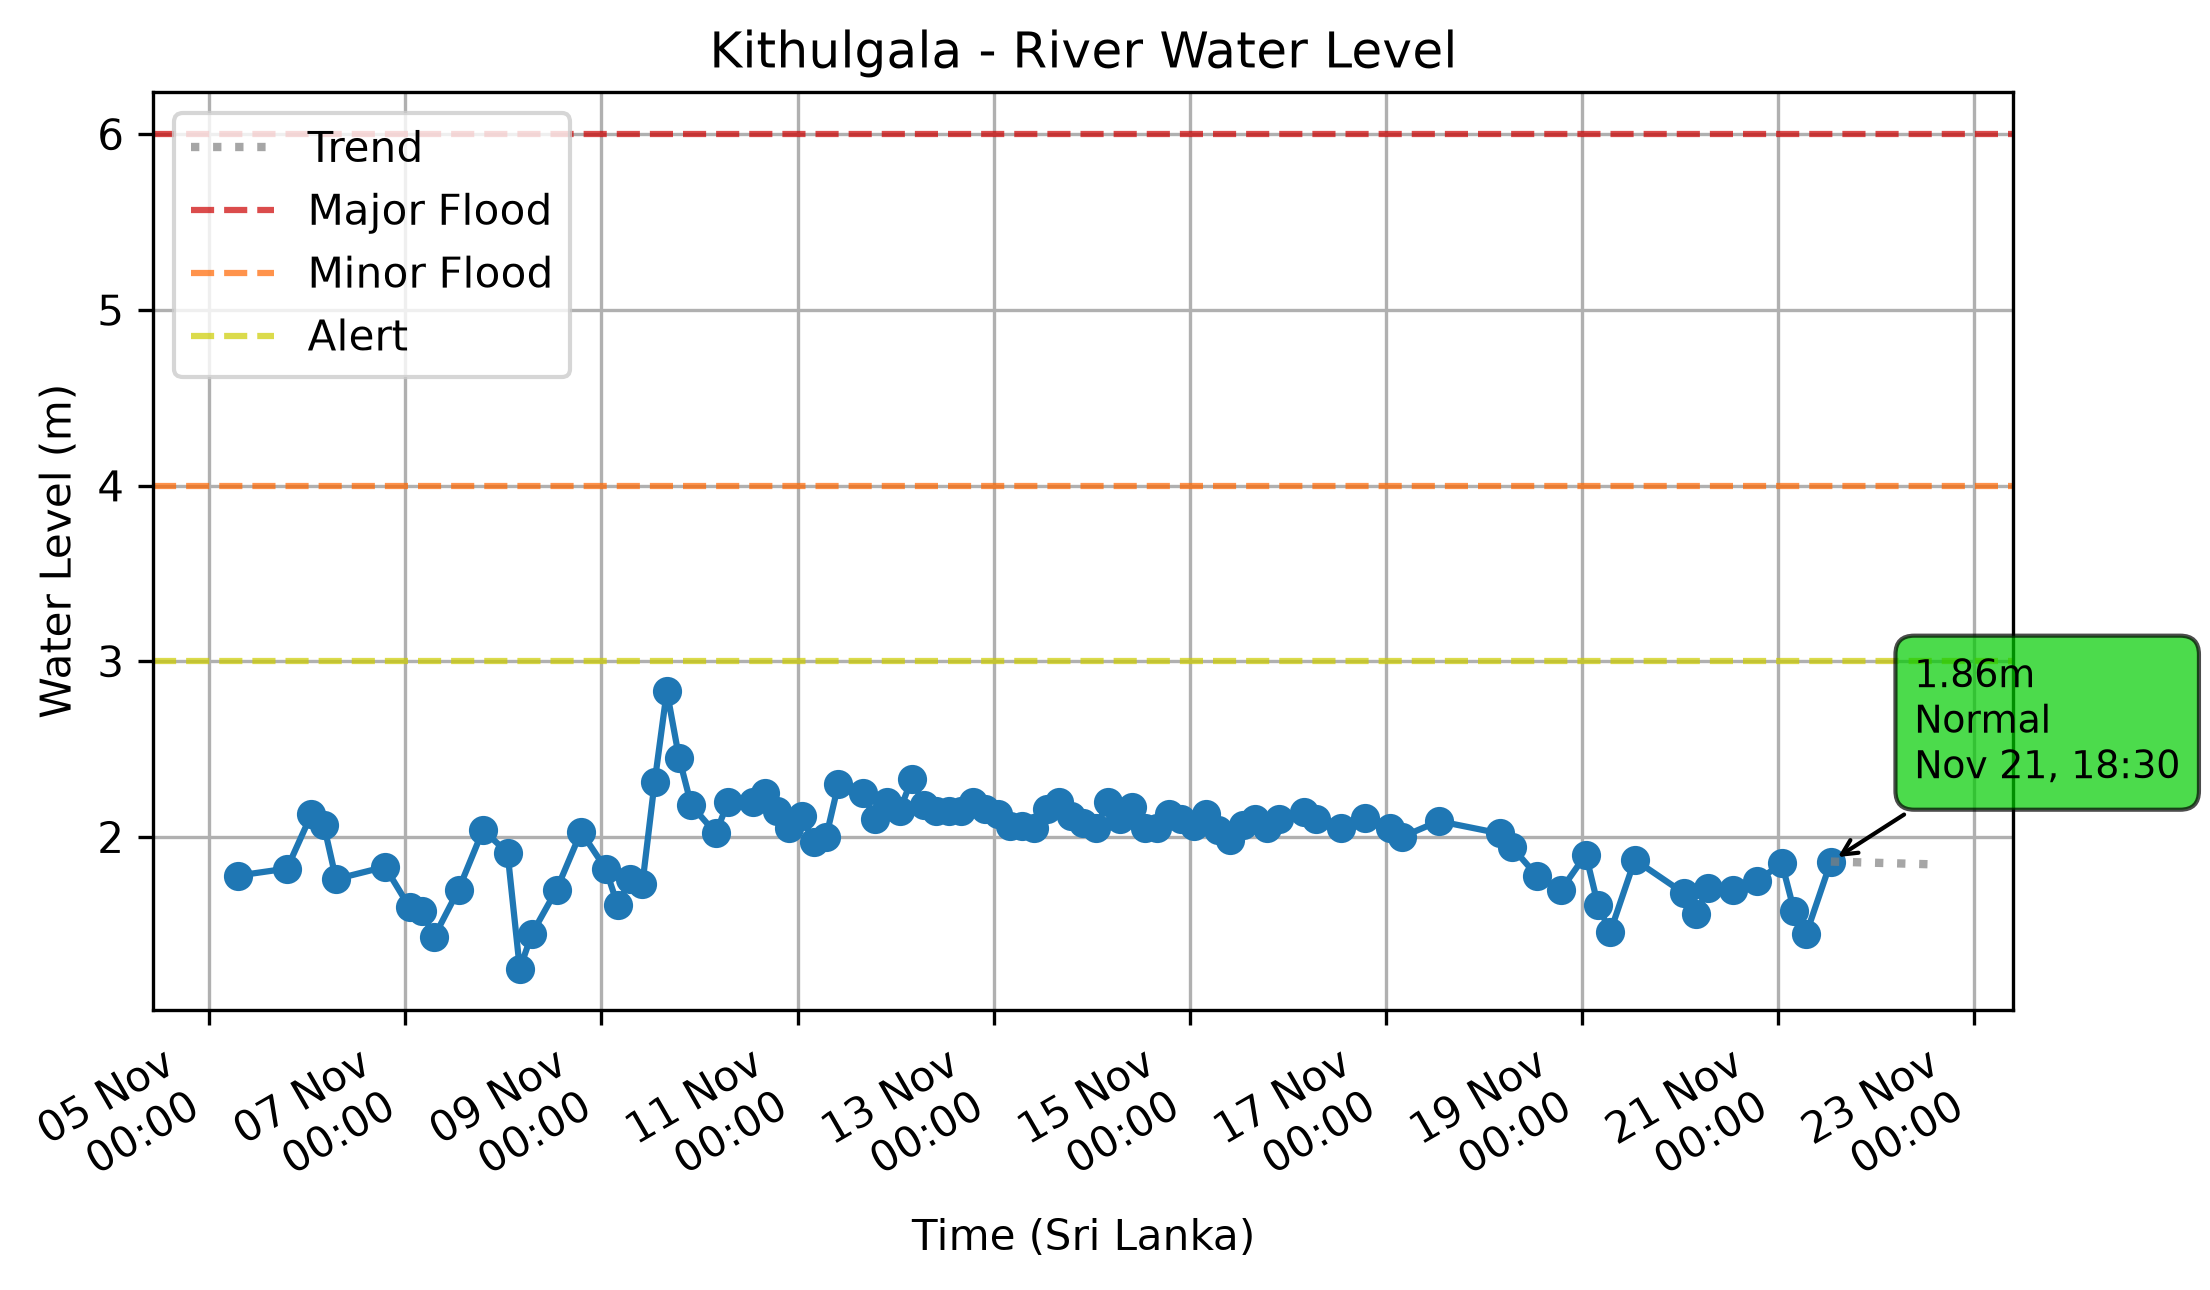 Kithulgala - River Water Level
Trend
Major Flood
Minor Flood
Alert
Water Level (m)
6
5
4
3
2
1.86m
Normal
Nov 21, 18:30
05 Nov
00:00
07 Nov
00:00
09 Nov
00:00
11 Nov
00:00
13 Nov
00:00
15 Nov
00:00
17 Nov
00:00
19 Nov
00:00
21 Nov
00:00
23 Nov
00:00
Time (Sri Lanka)